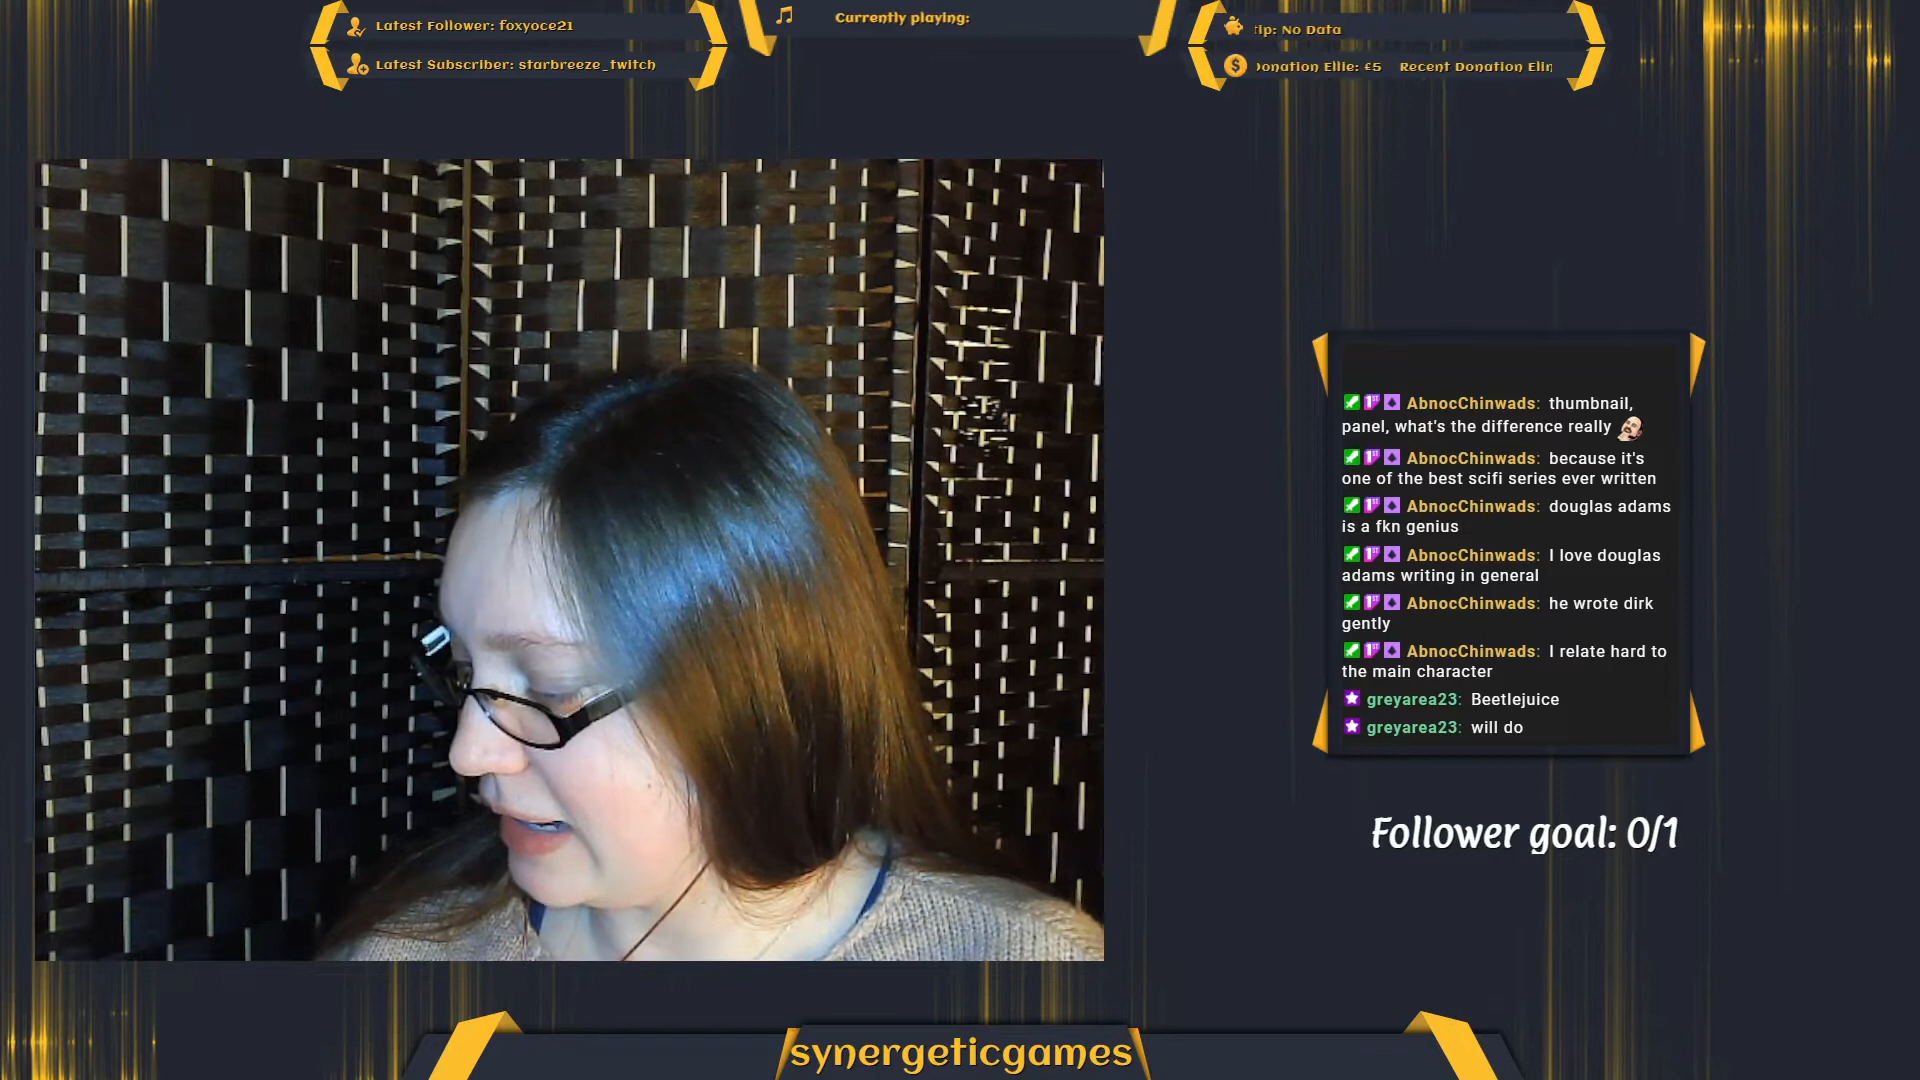 Latest Follower: foxyoce21
Latest Subscriber: starbreeze_twitch
Currently playing:
Tip: No Data
Donation Ellie: £5 Recent Donation
AbnocChinwads: thumbnail,
panel, what's the difference really
AbnocChinwads: because it's
one of the best scifi series ever written
AbnocChinwads: douglas adams
is a fkn genius
AbnocChinwads: I love douglas
adams writing in general
AbnocChinwads: he wrote dirk
gently
AbnocChinwads: I relate hard to
the main character
greyarea23: Beetlejuice
greyarea23: will do
Follower goal: 0/1
synergeticgames